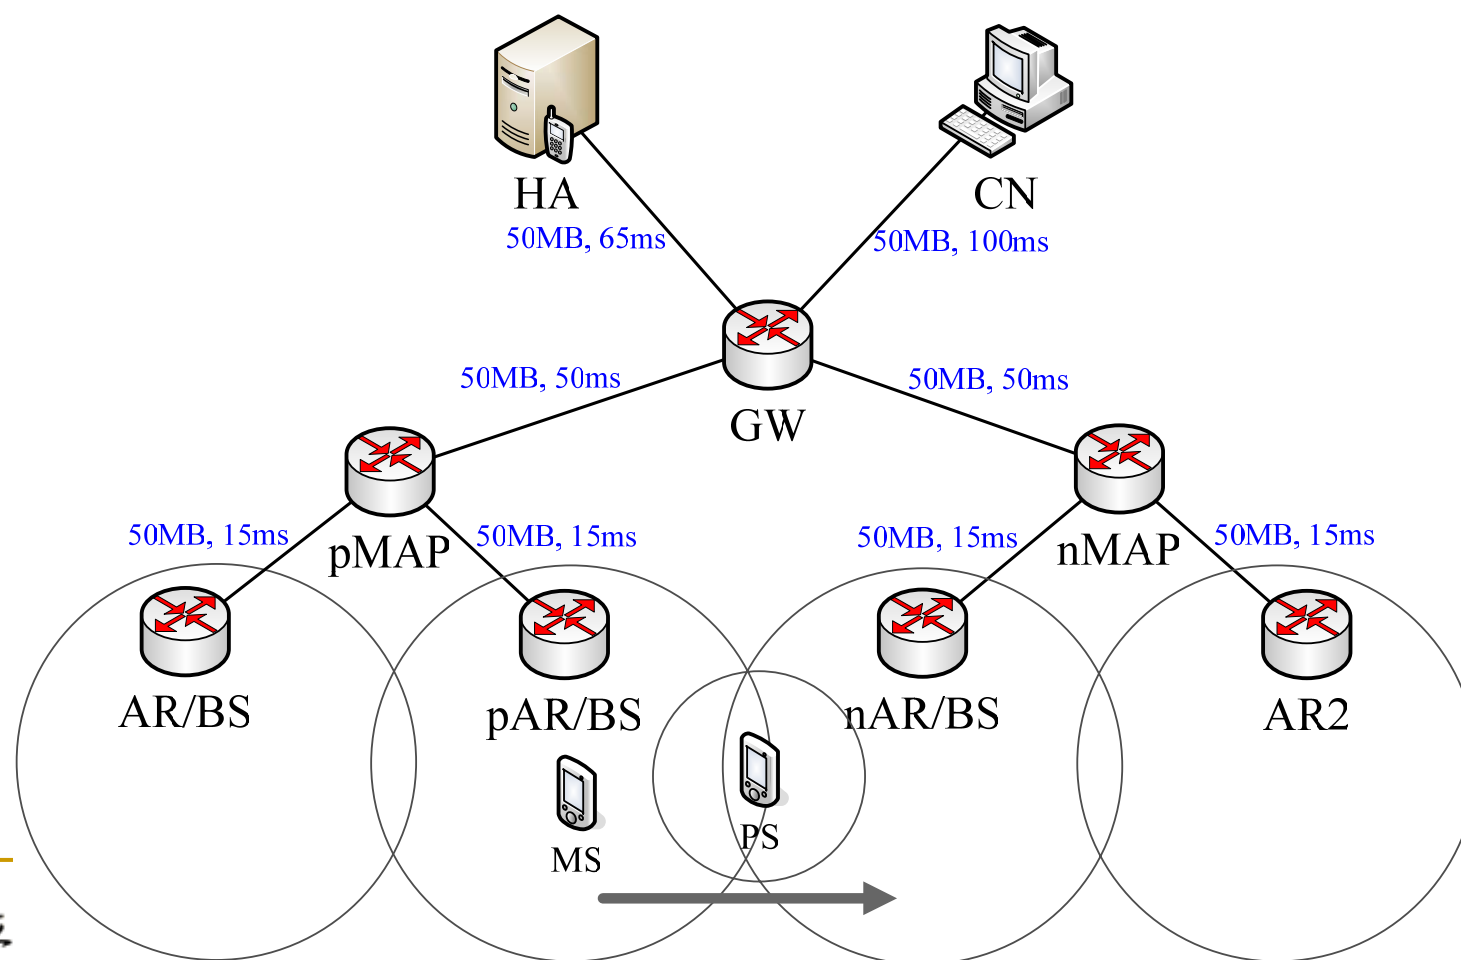 HA
CN
50MB, 65ms
50MB, 100ms
50MB, 50ms
50MB, 50ms
GW
50MB, 15ms
pMAP
50MB, 15ms
50MB, 15ms
nMAP
50MB, 15ms
AR/BS
pAR/BS
nAR/BS
AR2
MS
PS